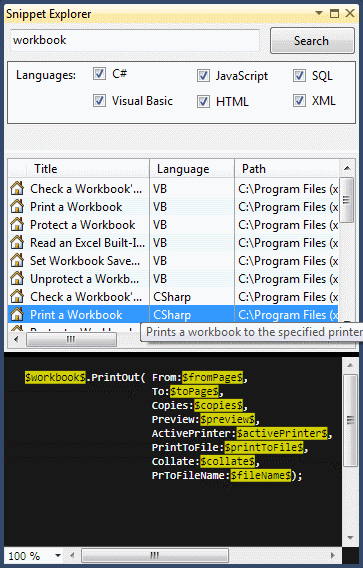 Snippet Explorer
workbook
Search
Languages: C# JavaScript SQL
Visual Basic HTML XML
Title Language Path
Check a Workbook'... VB C:\Program Files (x
Print a Workbook VB C:\Program Files (x
Protect a Workbook VB C:\Program Files (x
Read an Excel Built-I... VB C:\Program Files (x
Set Workbook Save... VB C:\Program Files (x
Unprotect a Workb... VB C:\Program Files (x
Check a Workbook'... CSharp C:\Program Files (x
Print a Workbook CSharp C:\Program Files (x
Prints a workbook to the specified printer
$workbook$.PrintOut( From:$fromPage$,
To:$toPage$,
Copies:$copies$,
Preview:$preview$,
ActivePrinter:$activePrinter$,
PrintToFile:$printToFile$,
Collate:$collate$,
PrToFileName:$fileName$);
100 %